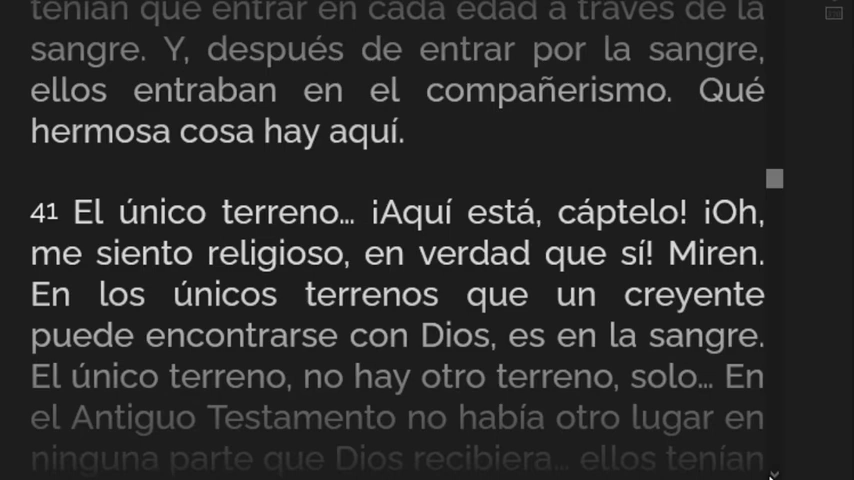 tenían que entrar en cada edad a través de la
sangre. Y, después de entrar por la sangre,
ellos entraban en el compañerismo. Qué
hermosa cosa hay aquí.
41 El único terreno… ¡Aquí está, cáptelo! ¡Oh,
me siento religioso, en verdad que sí! Miren.
En los únicos terrenos que un creyente
puede encontrarse con Dios, es en la sangre.
El único terreno, no hay otro terreno, solo… En
el Antiguo Testamento no había otro lugar en
ninguna parte que Dios recibiera… ellos tenían